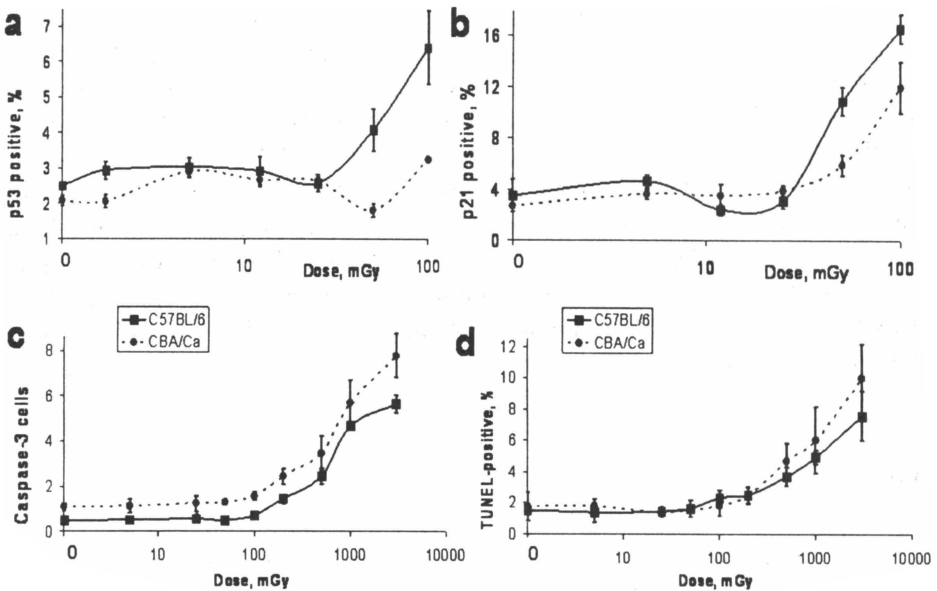 a
p53 positive, %
7
6
5
4
3
2
1
0
10
100
Dose, mGy
b
p21 positive, %
16
12
8
4
0
0
10
100
Dose, mGy
c
C57BL/6
CBA/Ca
Caspase-3 cells
8
6
4
2
0
0
10
100
1000
10000
Dose, mGy
d
C57BL/6
CBA/Ca
TUNEL-positive, %
12
10
8
6
4
2
0
0
10
100
1000
10000
Dose, mGy